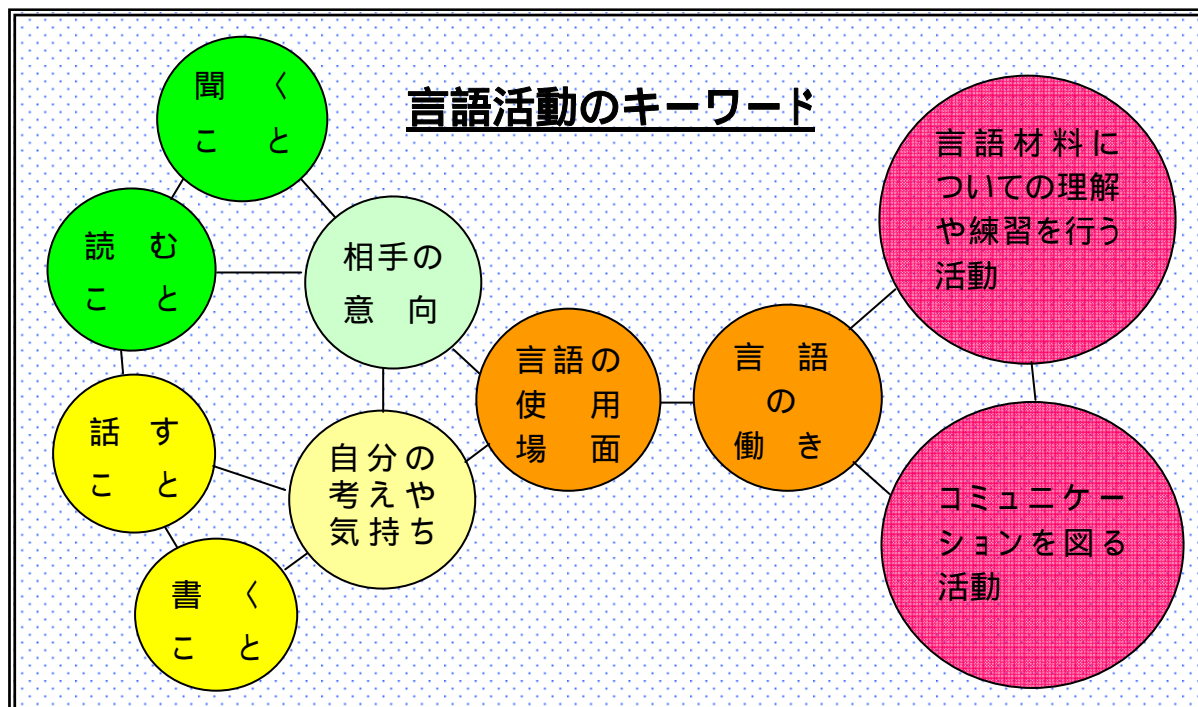 言語活動のキーワード
聞く
こと
読む
こと
話す
こと
書く
こと
相手の
意向
自分の
考えや
気持ち
言語の
使用
場面
言語
の
働き
言語材料に
ついての理解
や練習を行う
活動
コミュニケー
ションを図る
活動